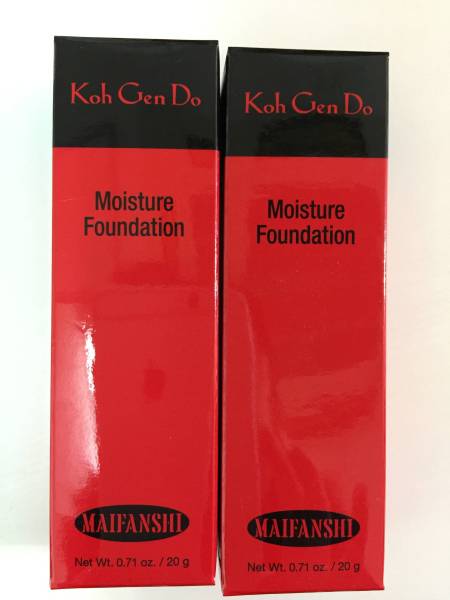 Koh Gen Do
Moisture
Foundation
MAIFANSHI
Net Wt. 0.71 oz. / 20 g
Koh Gen Do
Moisture
Foundation
MAIFANSHI
Net Wt. 0.71 oz. / 20 g